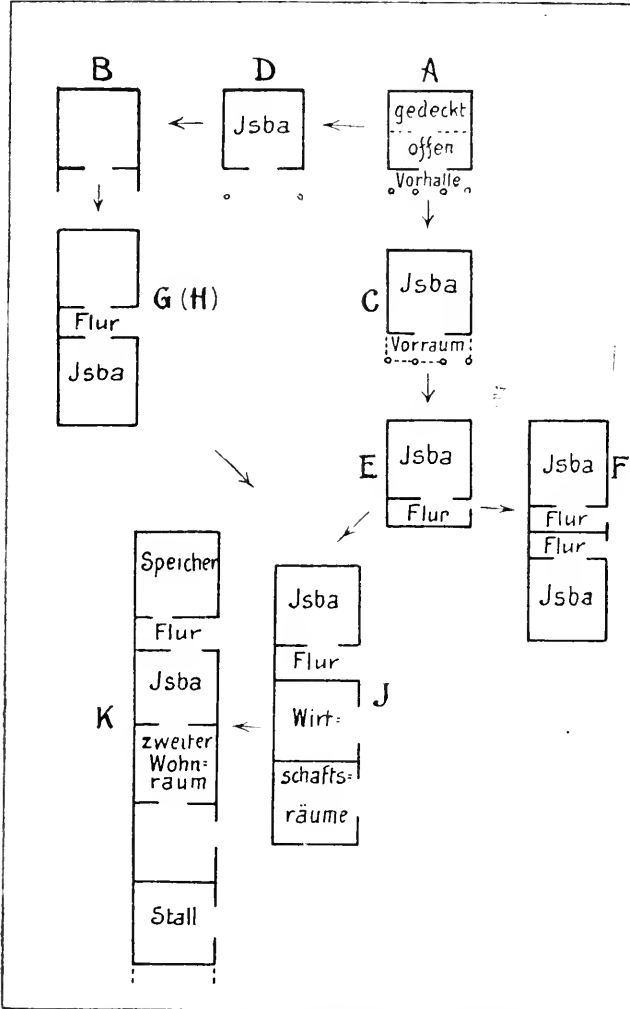 B
D
Jsba
A
gedeckt
offen
Vorhalle
G (H)
Flur
Jsba
C
Jsba
Vorraum
E
Jsba
Flur
F
Jsba
Flur
Flur
Jsba
K
Speicher
Flur
Jsba
zweiter
Wohn=
raum
Stall
J
Jsba
Flur
Wirt=
schafts=
räume